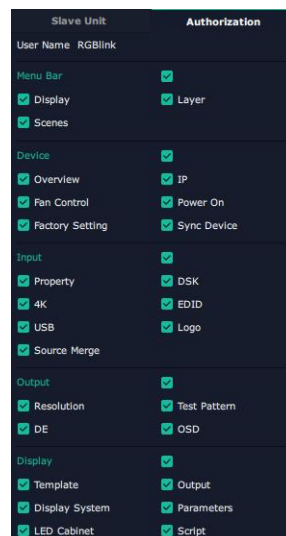 Slave Unit Authorization
User Name RGBlink
Menu Bar
Display Layer
Scenes
Device
Overview IP
Fan Control Power On
Factory Setting Sync Device
Input
Property DSK
4K EDID
USB Logo
Source Merge
Output
Resolution Test Pattern
DE OSD
Display
Template Output
Display System Parameters
LED Cabinet Script